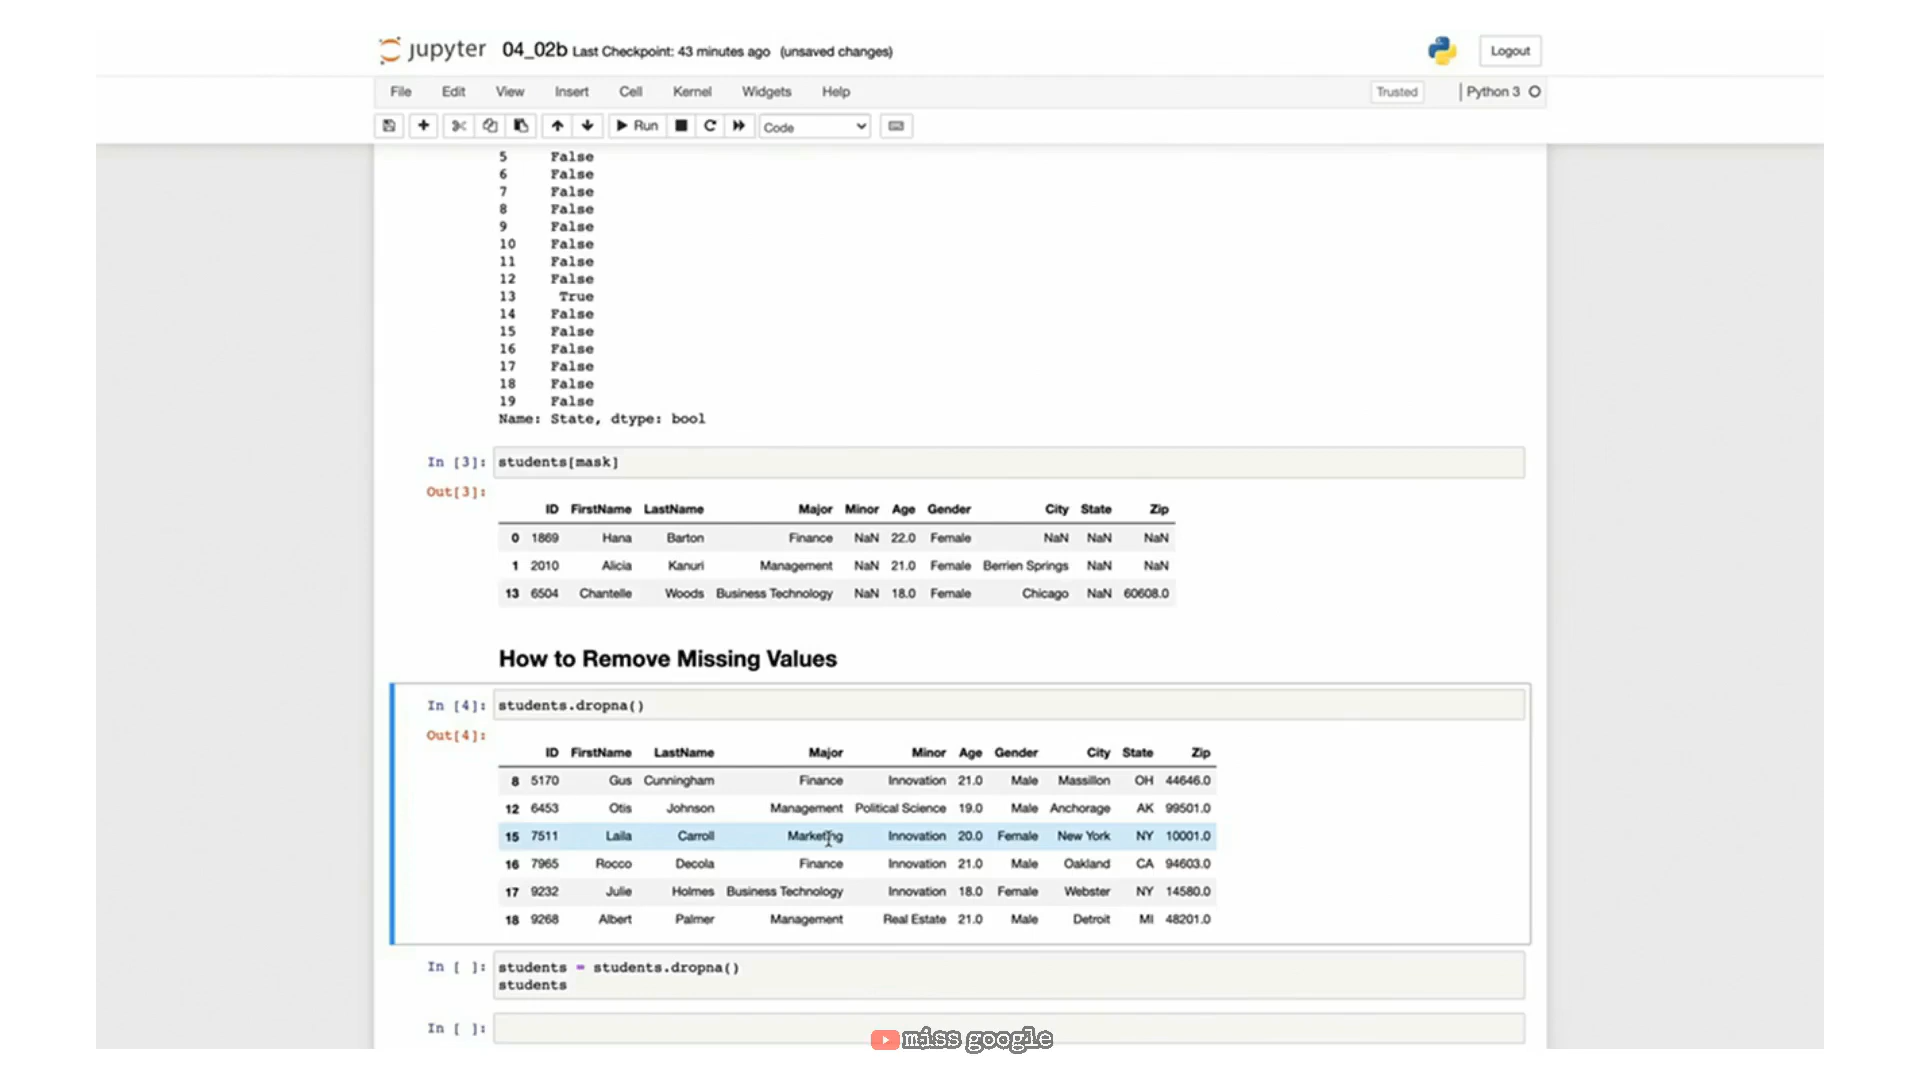 jupyter 04_02b Last Checkpoint: 43 minutes ago (unsaved changes) Logout
File Edit View Insert Cell Kernel Widgets Help Trusted Python 3
Run Code
5 False
6 False
7 False
8 False
9 False
10 False
11 False
12 False
13 True
14 False
15 False
16 False
17 False
18 False
19 False
Name: State, dtype: bool
In [3]: students[mask]
Out[3]:
ID FirstName LastName Major Minor Age Gender City State Zip
0 1869 Hana Barton Finance NaN 22.0 Female NaN NaN NaN
1 2010 Alicia Kanuri Management NaN 21.0 Female Berrien Springs NaN NaN
13 6504 Chantelle Woods Business Technology NaN 18.0 Female Chicago NaN 60608.0
How to Remove Missing Values
In [4]: students.dropna()
Out[4]:
ID FirstName LastName Major Minor Age Gender City State Zip
8 5170 Gus Cunningham Finance Innovation 21.0 Male Massillon OH 44646.0
12 6453 Otis Johnson Management Political Science 19.0 Male Anchorage AK 99501.0
15 7511 Laila Carroll Marketing Innovation 20.0 Female New York NY 10001.0
16 7965 Rocco Decola Finance Innovation 21.0 Male Oakland CA 94603.0
17 9232 Julie Holmes Business Technology Innovation 18.0 Female Webster NY 14580.0
18 9268 Albert Palmer Management Real Estate 21.0 Male Detroit MI 48201.0
In [ ]: students = students.dropna()
students
In [ ]:
miss google